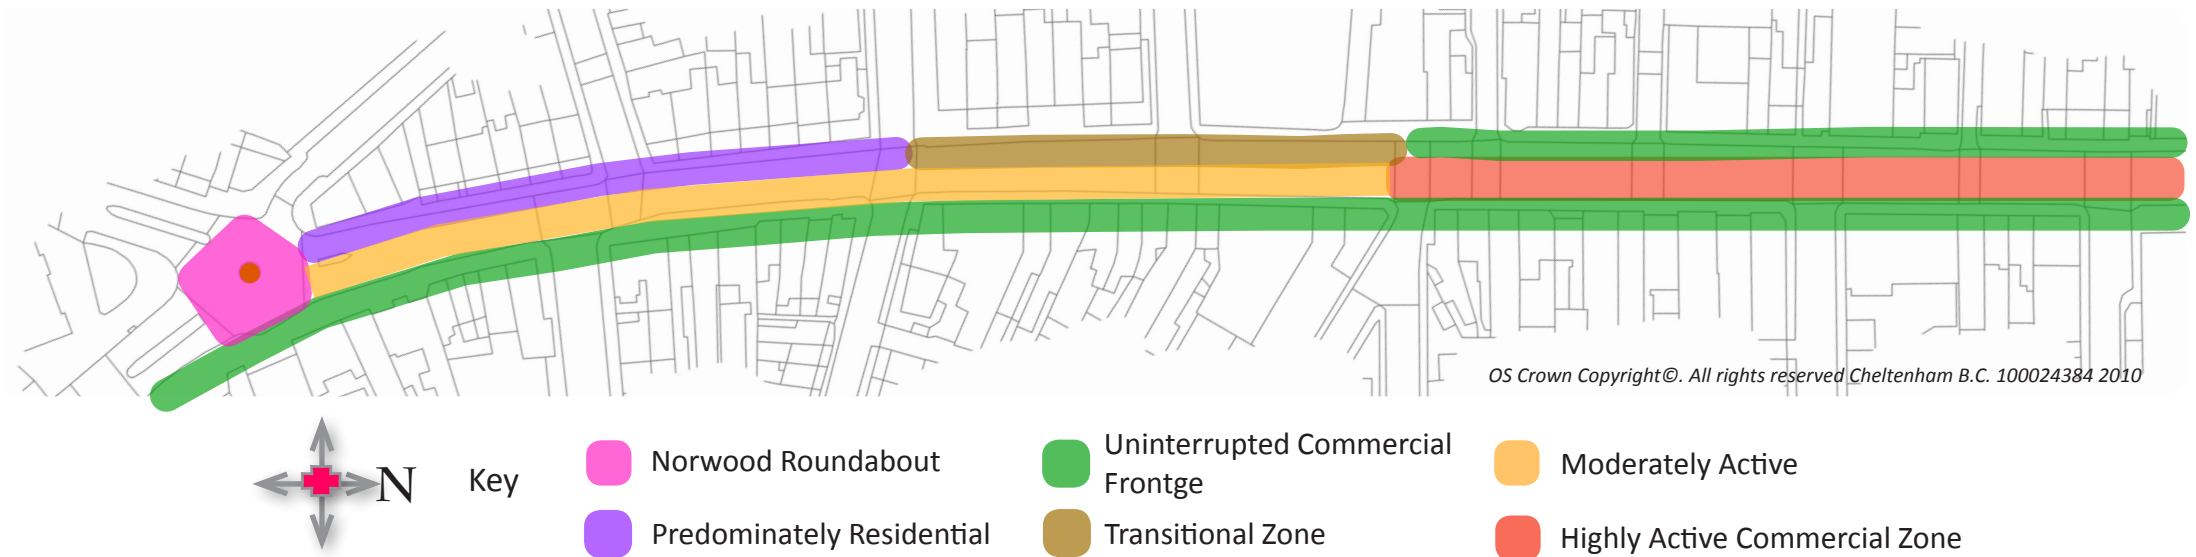 OS Crown Copyright©. All rights reserved Cheltenham B.C. 100024384 2010
N
Key
Norwood Roundabout
Uninterrupted Commercial
Frontge
Moderately Active
Predominately Residential
Transitional Zone
Highly Active Commercial Zone